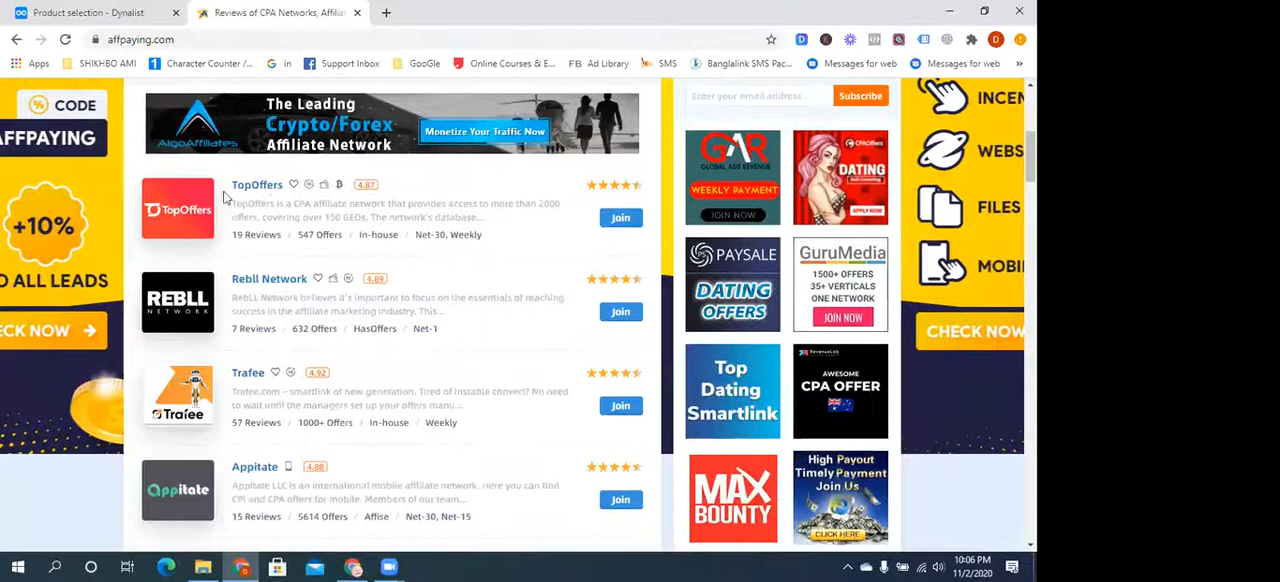 Product selection - Dynalist
Reviews of CPA Networks, Affilia
affpaying.com
Apps
SHIKHBO AMI
Character Counter /...
in
Support Inbox
GooGle
Online Courses & E...
FB Ad Library
SMS
Banglalink SMS Pac...
Messages for web
Messages for web
CODE
AFFPAYING
+10%
D ALL LEADS
ECK NOW
The Leading
Crypto/Forex
Affiliate Network
AlgoAffiliates
Monetize Your Traffic Now
TopOffers
TopOffers 4.87
TopOffers is a CPA affiliate network that provides access to more than 2000
offers, covering over 150 GEOs. The network's database...
19 Reviews / 547 Offers / In-house / Net-30, Weekly
Join
REBLL
NETWORK
Rebll Network 4.89
Rebll Network believes it's important to focus on the essentials of reaching
success in the affiliate marketing industry. This...
7 Reviews / 632 Offers / HasOffers / Net-1
Join
Trafee
Trafee 4.92
Trafee.com – smartlink of new generation. Tired of instable convert? No need
to wait until the managers set up your offers manu...
57 Reviews / 1000+ Offers / In-house / Weekly
Join
Appitate
Appitate 4.88
Appitate LLC is an international mobile affiliate network. Here you can find
CPI and CPA offers for mobile. Members of our team...
15 Reviews / 5614 Offers / Affise / Net-30, Net-15
Join
Enter your email address
Subscribe
GAR
GLOBAL ADS REVENUE
WEEKLY PAYMENT
JOIN NOW
CPAOffers
DATING
APPLY NOW
PAYSALE
DATING
OFFERS
GuruMedia
1500+ OFFERS
35+ VERTICALS
ONE NETWORK
JOIN NOW
Top
Dating
Smartlink
RevenueLab
AWESOME
CPA OFFER
MAX
BOUNTY
High Payout
Timely Payment
Join Us
CLICK HERE
INCEN
WEBS
FILES
MOBI
CHECK NOW
10:06 PM
11/2/2020